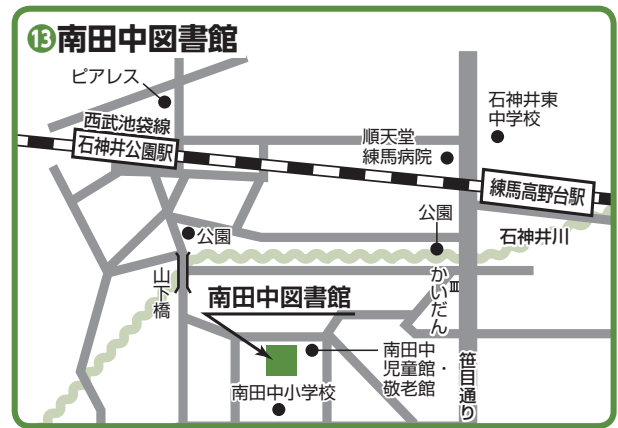 ⑬南田中図書館
ピアレス
西武池袋線
石神井公園駅
順天堂
練馬病院
石神井東
中学校
練馬高野台駅
公園
公園
石神井川
山下橋
かいだん
南田中図書館
南田中
児童館・
敬老館
笹目通り
南田中小学校